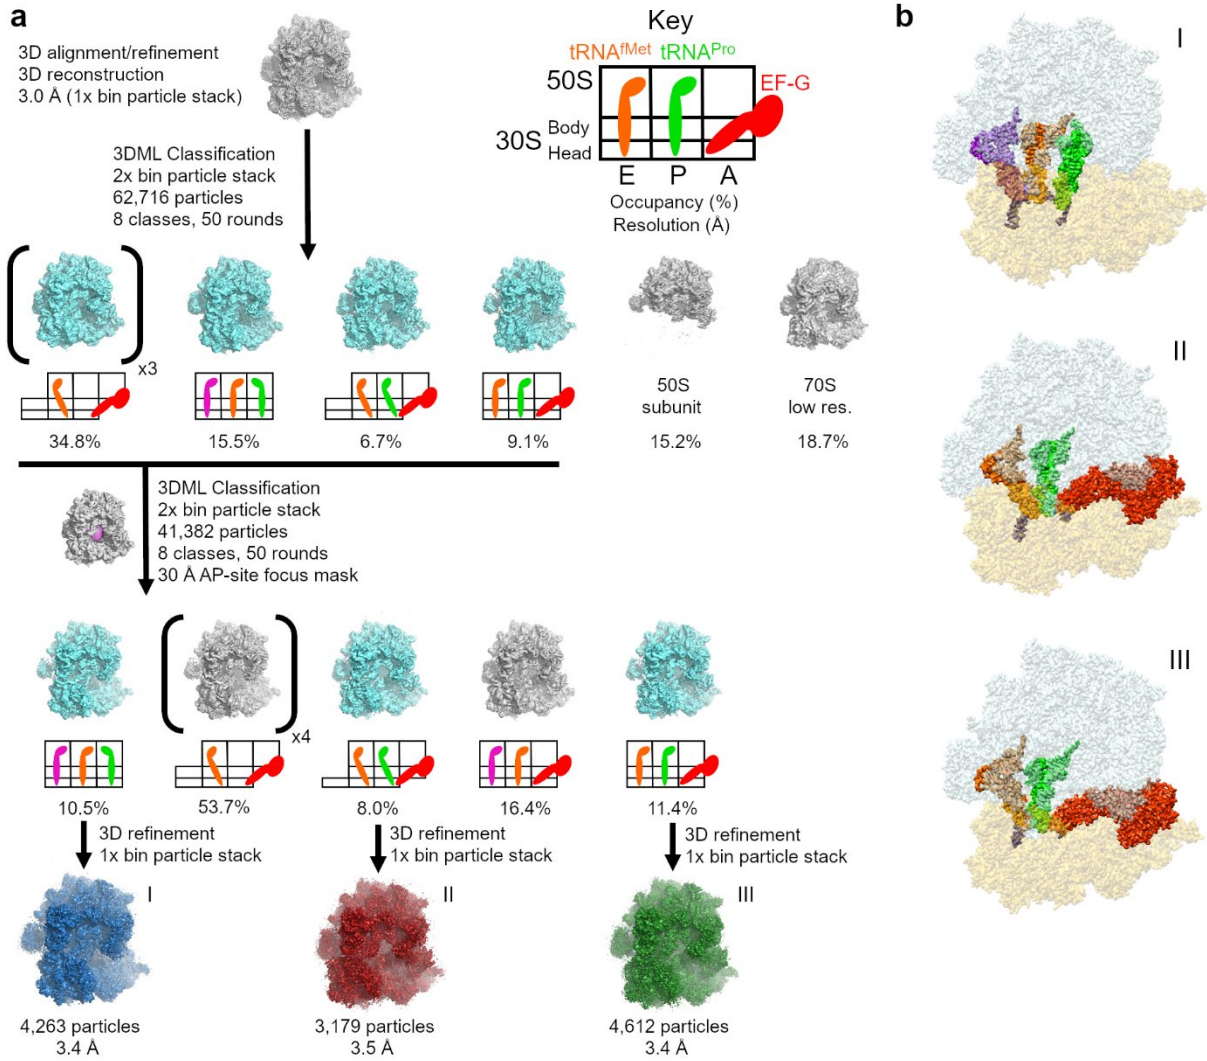 a
3D alignment/refinement
3D reconstruction
3.0 Å (1x bin particle stack)
Key
tRNAfMet
tRNAPro
50S
EF-G
Body
30S
Head
E P A
Occupancy (%)
Resolution (Å)
3DML Classification
2x bin particle stack
62,716 particles
8 classes, 50 rounds
x3
50S
subunit
70S
low res.
34.8%
15.5%
6.7%
9.1%
15.2%
18.7%
3DML Classification
2x bin particle stack
41,382 particles
8 classes, 50 rounds
30 Å AP-site focus mask
x4
10.5%
53.7%
8.0%
16.4%
11.4%
3D refinement
1x bin particle stack
3D refinement
1x bin particle stack
3D refinement
1x bin particle stack
I
II
III
4,263 particles
3.4 Å
3,179 particles
3.5 Å
4,612 particles
3.4 Å
b
I
II
III